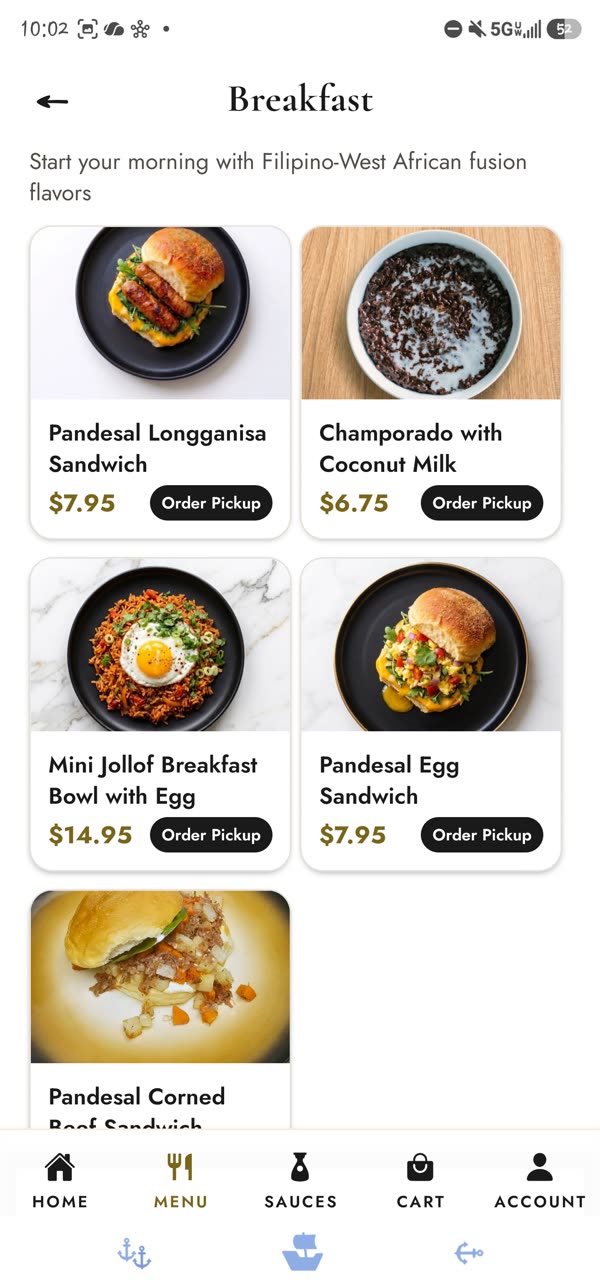 10:02
5G
52
Breakfast
Start your morning with Filipino-West African fusion
flavors
Pandesal Longganisa
Sandwich
$7.95 Order Pickup
Champorado with
Coconut Milk
$6.75 Order Pickup
Mini Jollof Breakfast
Bowl with Egg
$14.95 Order Pickup
Pandesal Egg
Sandwich
$7.95 Order Pickup
Pandesal Corned
Beef Sandwich
HOME MENU SAUCES CART ACCOUNT